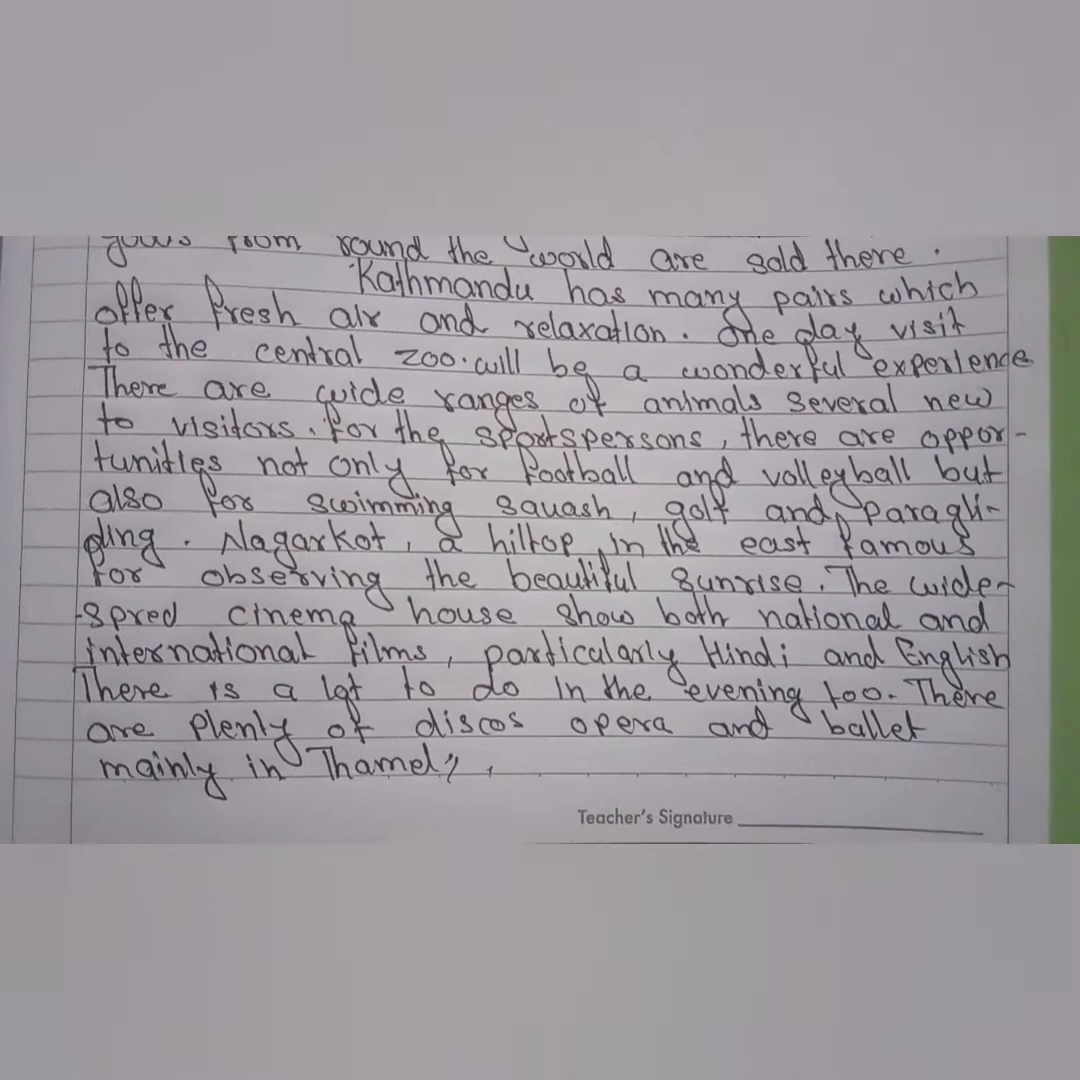 from round the world are sold there.
Kathmandu has many pairs which
offer fresh air and relaxation. One day visit
to the central zoo. will be a wonderful experience
There are wide ranges of animals several new
to visitors. for the sportspersons, there are oppor-
tunities not only for football and volleyball but
also for swimming squash, golf and paragli-
ding. Nagarkot, a hilltop in the east famous
for observing the beautiful sunrise. The wide-
-spred cinema house show both national and
international films, particularly Hindi and English
There is a lot to do in the evening too. There
are plenly of discos opera and ballet
mainly in Thamel
Teacher's Signature